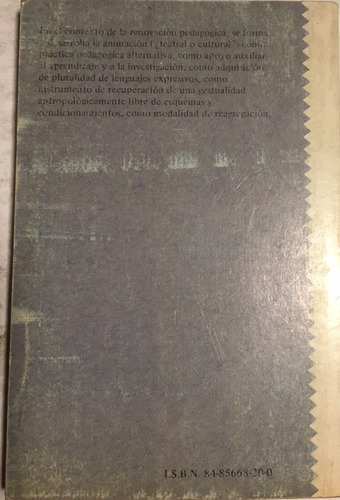 En el contexto de la renovación pedagógica, se forma
y desarrolla la animación (¿teatral o cultural?) como
práctica pedagógica alternativa, como apoyo auxiliar
al aprendizaje y a la investigación, como adquisición
de pluralidad de lenguajes expresivos, como
instrumento de recuperación de una gestualidad
antropológicamente libre de esquemas y
condicionamientos, como modalidad de reagregación.
I.S.B.N. 84-85668-20-0